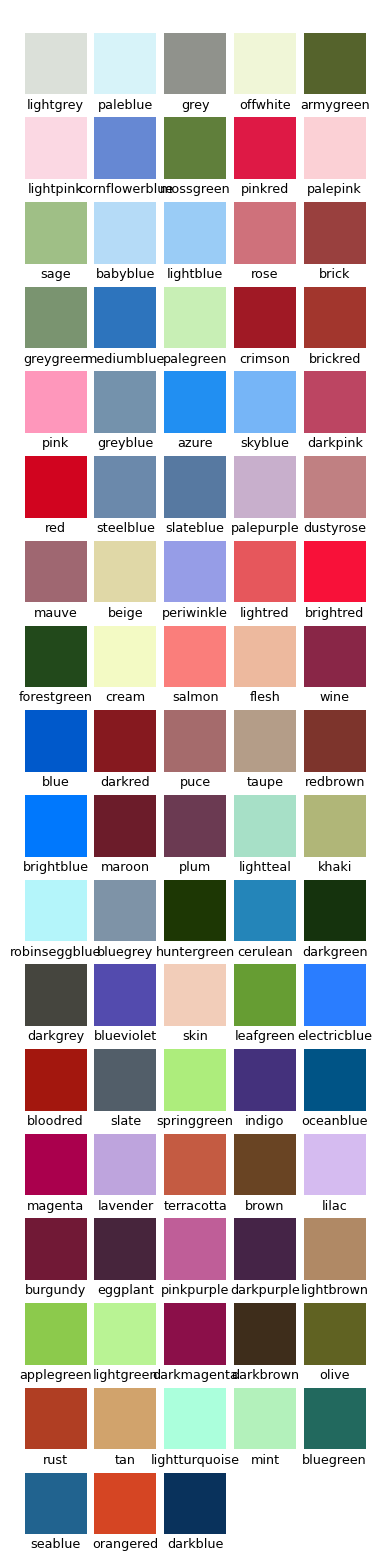 lightgrey paleblue grey offwhite armygreen
lightpink cornflowerblue mossgreen pinkred palepink
sage babyblue lightblue rose brick
greygreen mediumblue palegreen crimson brickred
pink greyblue azure skyblue darkpink
red steelblue slateblue palepurple dustyrose
mauve beige periwinkle lightred brightred
forestgreen cream salmon flesh wine
blue darkred puce taupe redbrown
brightblue maroon plum lightteal khaki
robinseggblue bluegrey huntergreen cerulean darkgreen
darkgrey blueviolet skin leafgreen electricblue
bloodred slate springgreen indigo oceanblue
magenta lavender terracotta brown lilac
burgundy eggplant pinkpurple darkpurple lightbrown
applegreen lightgreen darkmagenta darkbrown olive
rust tan lightturquoise mint bluegreen
seablue orangered darkblue